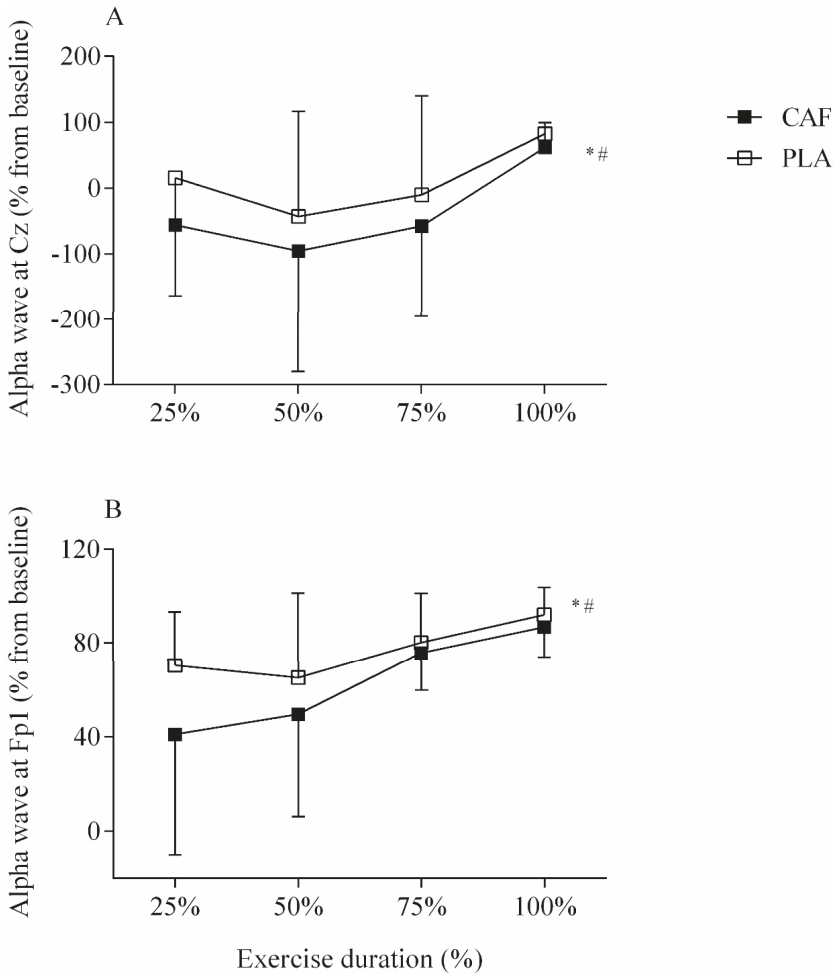 A
Alpha wave at Cz (% from baseline)
200
100
0
-100
-200
-300
25% 50% 75% 100%
*#
CAF
PLA
B
Alpha wave at Fp1 (% from baseline)
120
80
40
0
25% 50% 75% 100%
*#
Exercise duration (%)